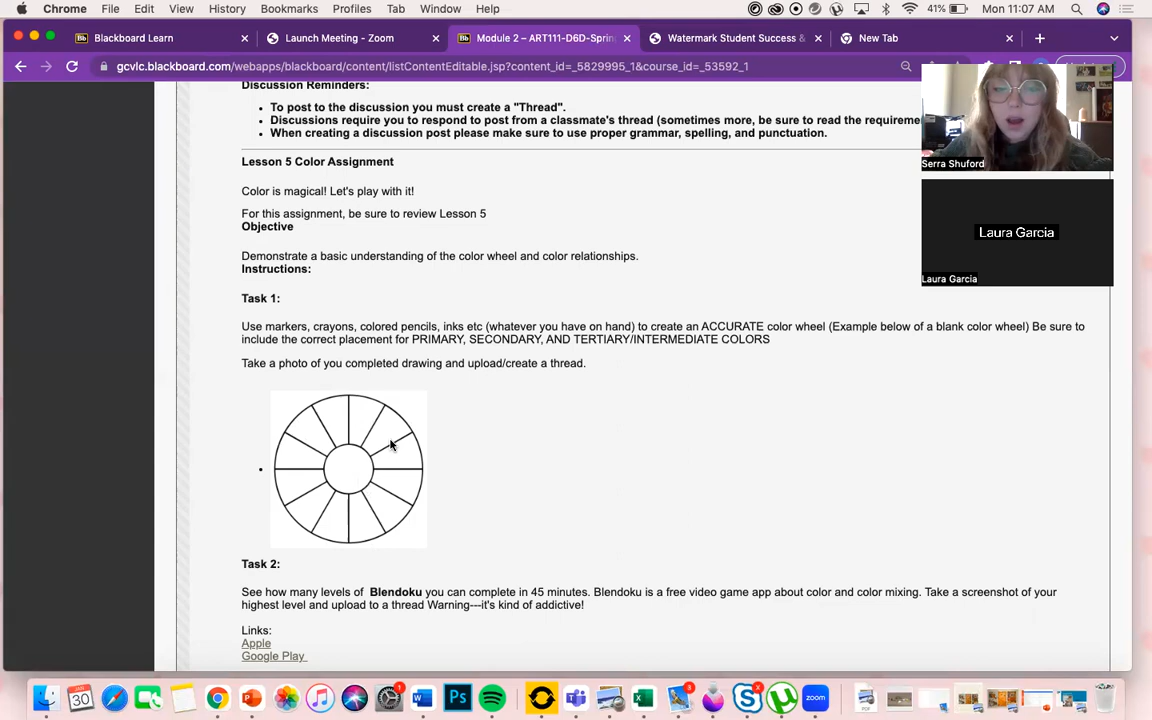 Chrome File Edit View History Bookmarks Profiles Tab Window Help 41% Mon 11:07 AM
Blackboard Learn Launch Meeting - Zoom Module 2 – ART111-D6D-Sprin Watermark Student Success & New Tab
gcvlc.blackboard.com/webapps/blackboard/content/listContentEditable.jsp?content_id=_5829995_1&course_id=_53592_1
Discussion Reminders:
To post to the discussion you must create a "Thread".
Discussions require you to respond to post from a classmate's thread (sometimes more, be sure to read the requireme
When creating a discussion post please make sure to use proper grammar, spelling, and punctuation.
Serra Shuford
Lesson 5 Color Assignment
Color is magical! Let's play with it!
For this assignment, be sure to review Lesson 5
Objective
Laura Garcia
Demonstrate a basic understanding of the color wheel and color relationships.
Instructions:
Laura Garcia
Task 1:
Use markers, crayons, colored pencils, inks etc (whatever you have on hand) to create an ACCURATE color wheel (Example below of a blank color wheel) Be sure to
include the correct placement for PRIMARY, SECONDARY, AND TERTIARY/INTERMEDIATE COLORS
Take a photo of you completed drawing and upload/create a thread.
Task 2:
See how many levels of Blendoku you can complete in 45 minutes. Blendoku is a free video game app about color and color mixing. Take a screenshot of your
highest level and upload to a thread Warning---it's kind of addictive!
Links:
Apple
Google Play
JAN
30
Ps
zoom